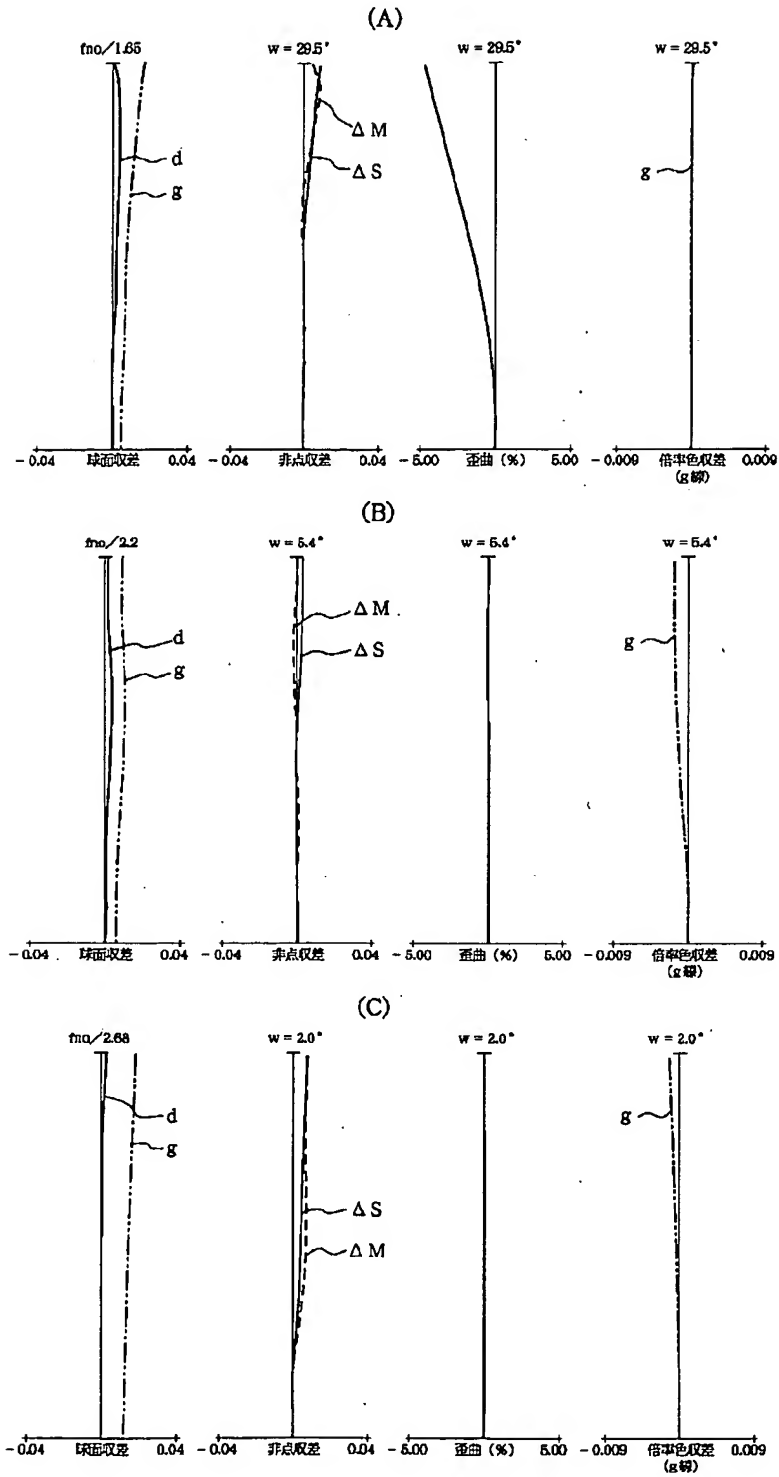 (A)
fno/1.65
w = 29.5°
w = 29.5°
w = 29.5°
ΔM
d
ΔS
g
g
-0.04 球面収差 0.04
-0.04 非点収差 0.04
-5.00 歪曲 (%) 5.00
-0.009 倍率色収差 0.009
(g線)
(B)
fno/2.2
w = 5.4°
w = 5.4°
w = 5.4°
ΔM
d
g
ΔS
g
-0.04 球面収差 0.04
-0.04 非点収差 0.04
-5.00 歪曲 (%) 5.00
-0.009 倍率色収差 0.009
(g線)
(C)
fno/2.68
w = 2.0°
w = 2.0°
w = 2.0°
d
g
g
ΔS
ΔM
-0.04 球面収差 0.04
-0.04 非点収差 0.04
-5.00 歪曲 (%) 5.00
-0.009 倍率色収差 0.009
(g線)